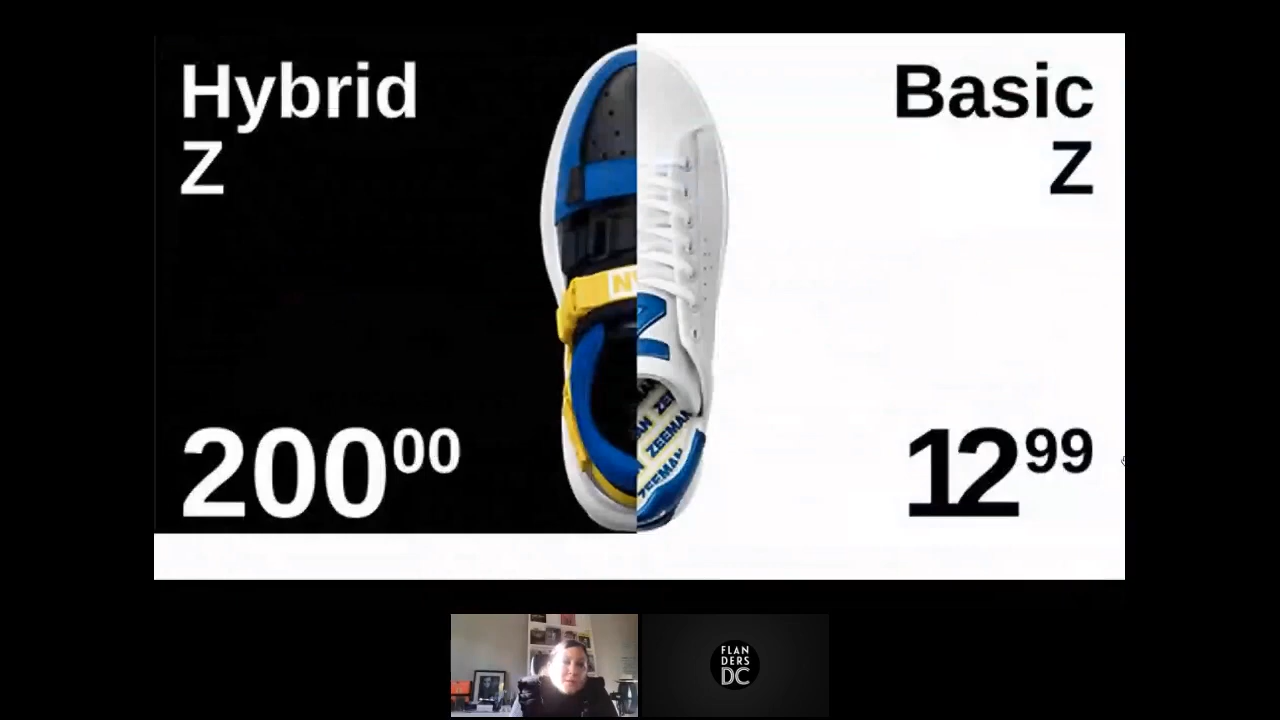 Hybrid
Z
Basic
Z
200⁰⁰
12⁹⁹
ZEEMAN
ZEEMAN
FLAN
DERS
DC